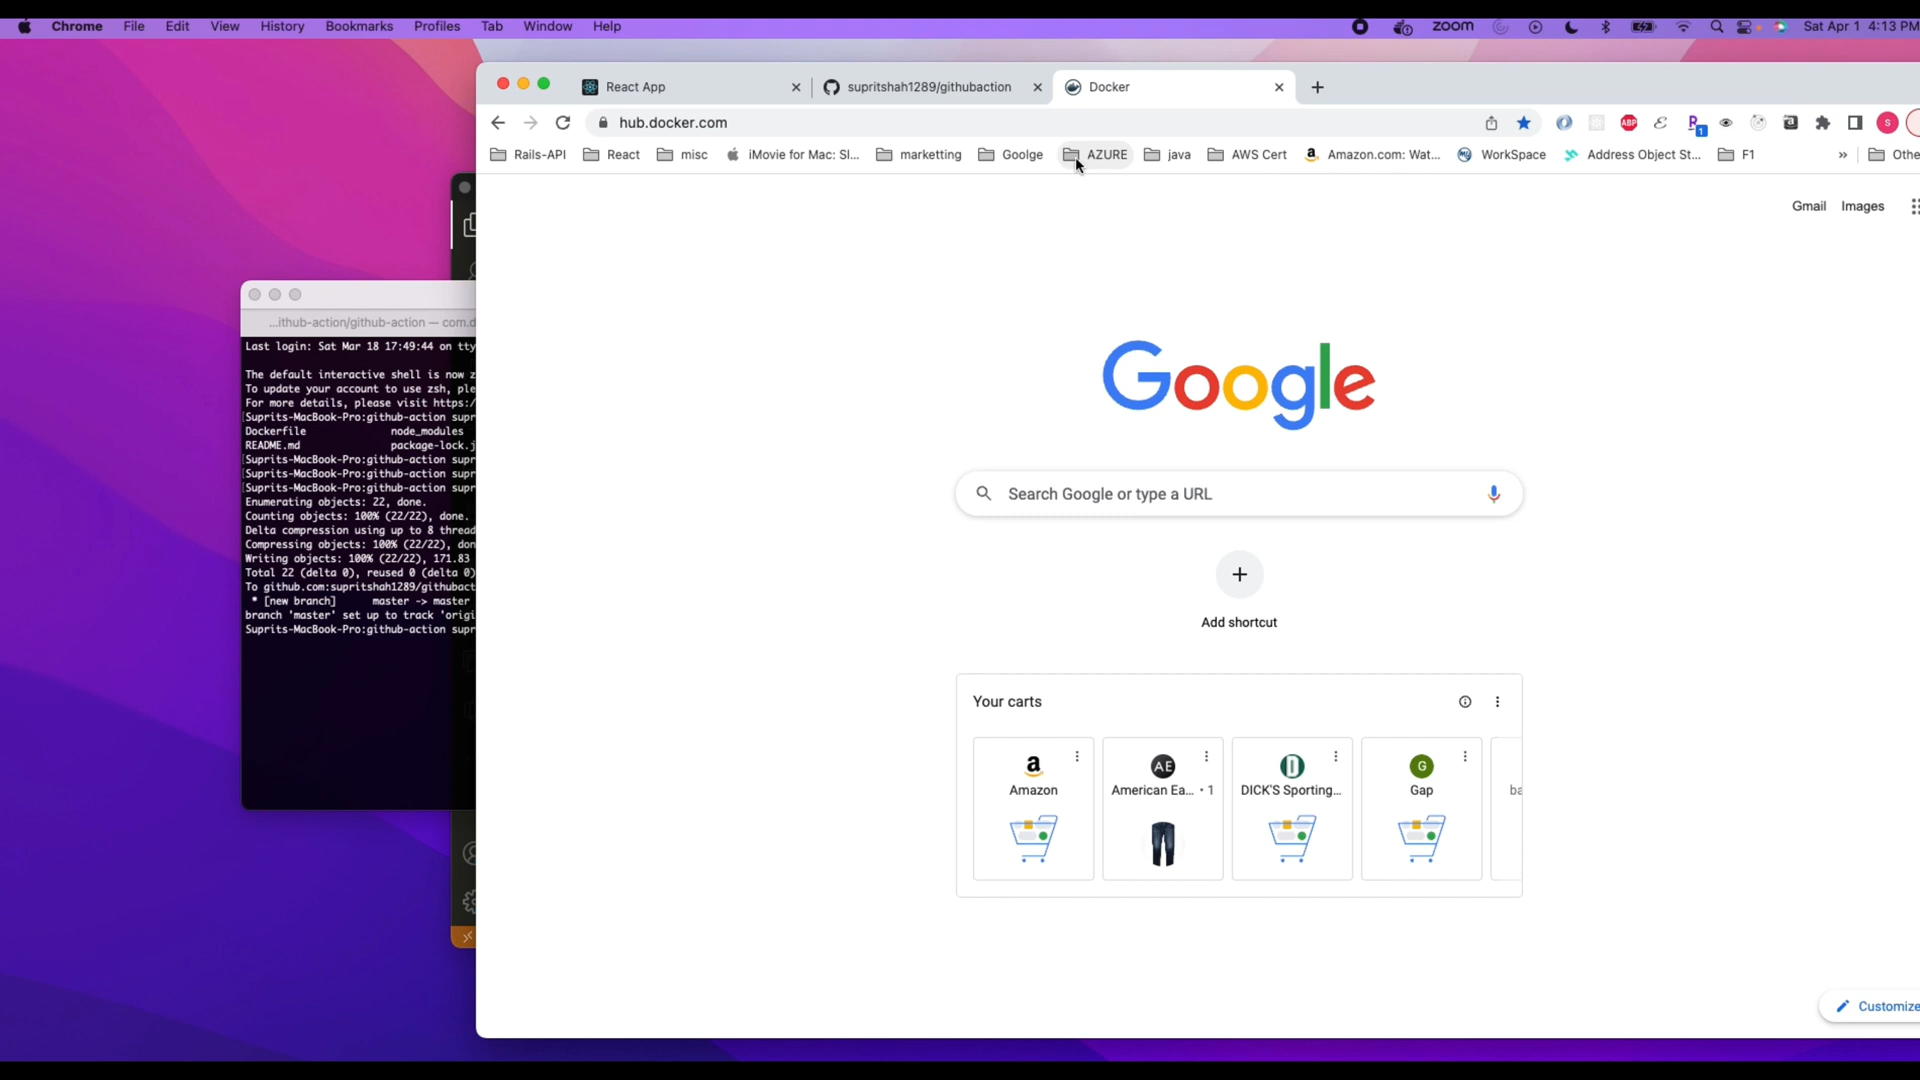 Chrome File Edit View History Bookmarks Profiles Tab Window Help zoom Sat Apr 1 4:13 PM
React App supritshah1289/githubaction Docker
hub.docker.com ABP 1 S
Rails-API React misc iMovie for Mac: Sl... marketting Goolge AZURE java AWS Cert Amazon.com: Wat... WorkSpace Address Object St... F1 » Othe
Gmail Images
...ithub-action/github-action — com.d
Last login: Sat Mar 18 17:49:44 on tty
The default interactive shell is now z
To update your account to use zsh, ple
For more details, please visit https:/
[Suprits-MacBook-Pro:github-action supr
Dockerfile node_modules
README.md package-lock.j
[Suprits-MacBook-Pro:github-action supr
[Suprits-MacBook-Pro:github-action supr
[Suprits-MacBook-Pro:github-action supr
Enumerating objects: 22, done.
Counting objects: 100% (22/22), done.
Delta compression using up to 8 thread
Compressing objects: 100% (22/22), don
Writing objects: 100% (22/22), 171.83
Total 22 (delta 0), reused 0 (delta 0)
To github.com:supritshah1289/githubact
* [new branch] master -> master
branch 'master' set up to track 'origi
Suprits-MacBook-Pro:github-action supr
Google
Search Google or type a URL
Add shortcut
Your carts
a AE D G
Amazon American Ea... • 1 DICK'S Sporting... Gap ba
Customize